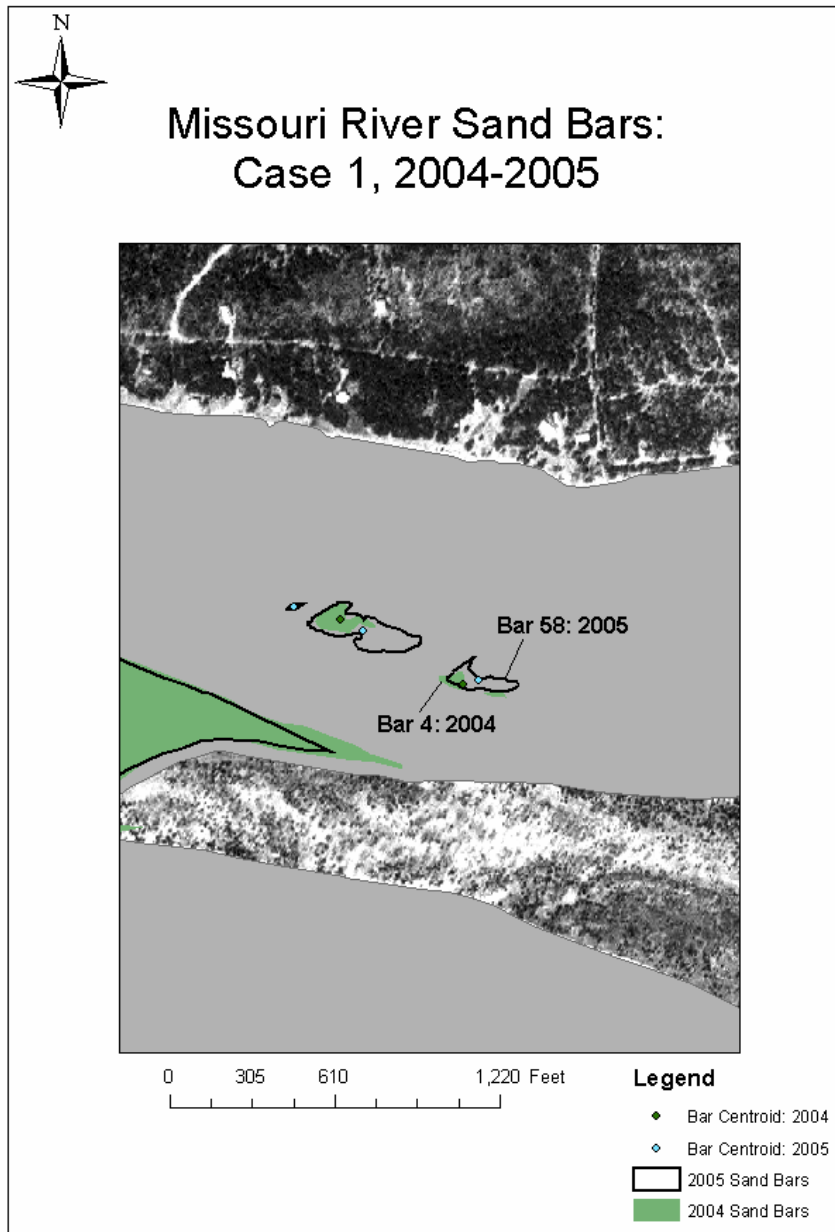 N
Missouri River Sand Bars:
Case 1, 2004-2005
Bar 58: 2005
Bar 4: 2004
0 305 610 1,220 Feet
Legend
Bar Centroid: 2004
Bar Centroid: 2005
2005 Sand Bars
2004 Sand Bars